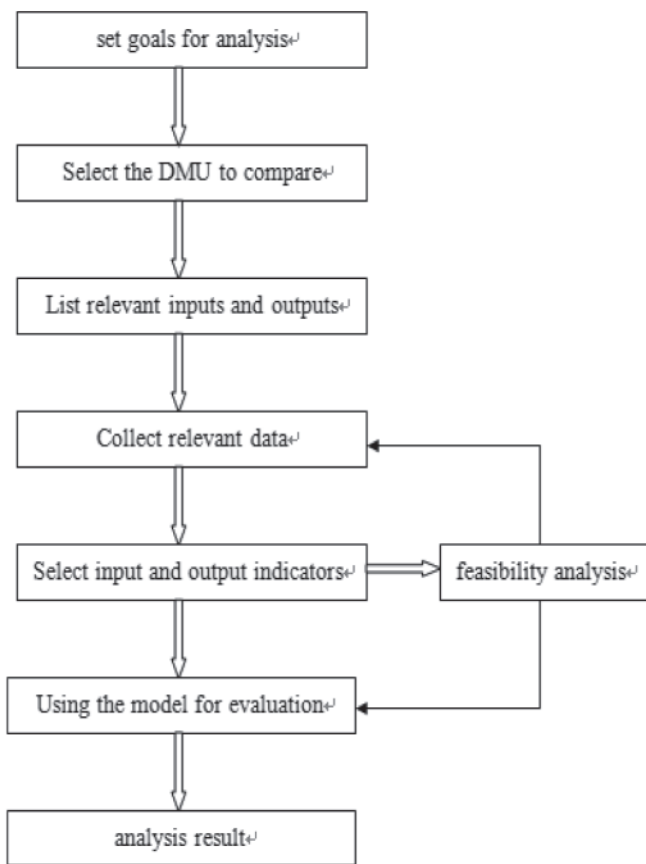 set goals for analysis↵
Select the DMU to compare↵
List relevant inputs and outputs↵
Collect relevant data↵
Select input and output indicators↵
feasibility analysis↵
Using the model for evaluation↵
analysis result↵